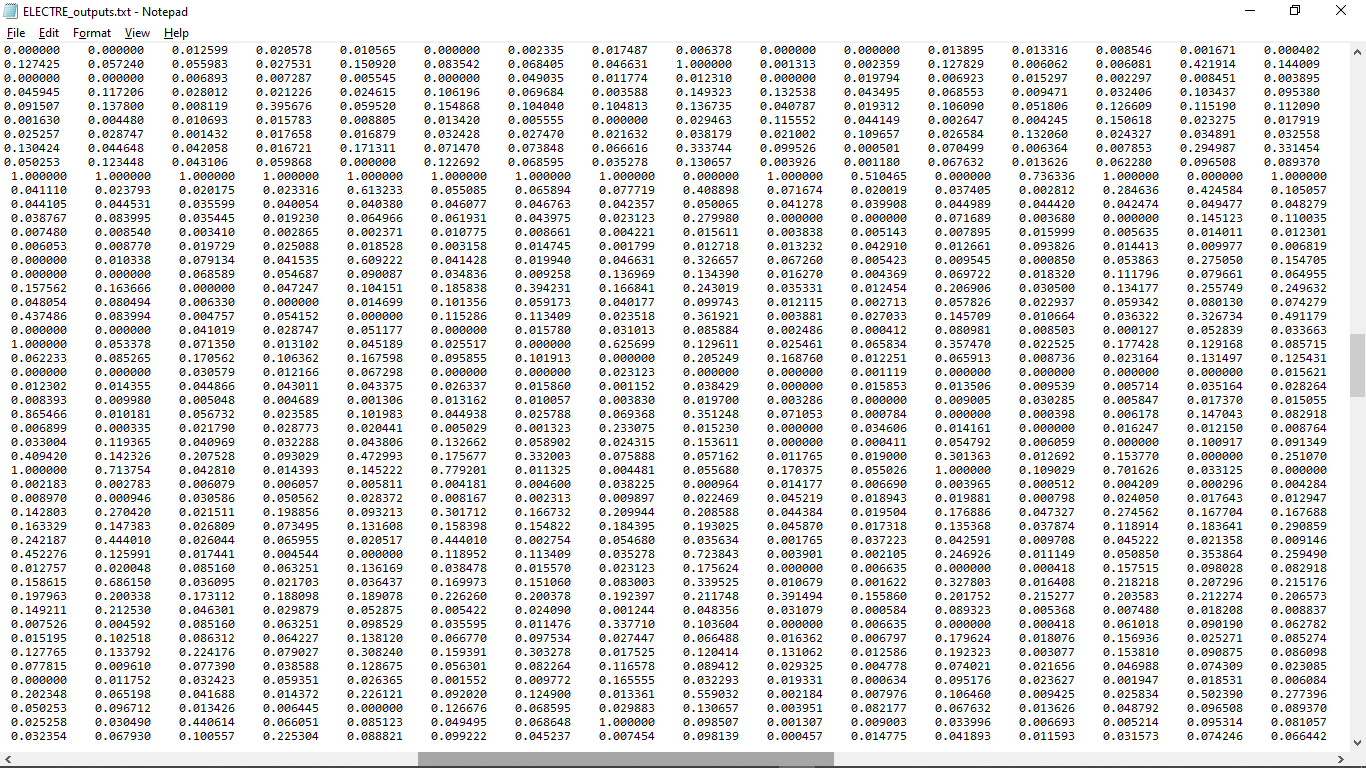 ELECTRE_outputs.txt - Notepad
File Edit Format View Help
0.000000 0.000000 0.012599 0.020578 0.010565 0.000000 0.002335 0.017487 0.006378 0.000000 0.000000 0.013895 0.013316 0.008546 0.001671 0.000402
0.127425 0.057240 0.055983 0.027531 0.150920 0.083542 0.068405 0.046631 1.000000 0.001313 0.002359 0.127829 0.006062 0.006081 0.421914 0.144009
0.000000 0.000000 0.006893 0.007287 0.005545 0.000000 0.049035 0.011774 0.012310 0.000000 0.019794 0.006923 0.015297 0.002297 0.008451 0.003895
0.045945 0.117206 0.028012 0.021226 0.024615 0.106196 0.069684 0.003588 0.149323 0.132538 0.043495 0.068553 0.009471 0.032406 0.103437 0.095380
0.091507 0.137800 0.008119 0.395676 0.059520 0.154868 0.104040 0.104813 0.136735 0.040787 0.019312 0.106090 0.051806 0.126609 0.115190 0.112090
0.001630 0.004480 0.010693 0.015783 0.008805 0.013420 0.005555 0.000000 0.029463 0.115552 0.044149 0.002647 0.004245 0.150618 0.023275 0.017919
0.025257 0.028747 0.001432 0.017658 0.016879 0.032428 0.027470 0.021632 0.038179 0.021002 0.109657 0.026584 0.132060 0.024327 0.034891 0.032558
0.130424 0.044648 0.042058 0.016721 0.171311 0.071470 0.073848 0.066616 0.333744 0.099526 0.000501 0.070499 0.006364 0.007853 0.294987 0.331454
0.050253 0.123448 0.043106 0.059868 0.000000 0.122692 0.068595 0.035278 0.130657 0.003926 0.001180 0.067632 0.013626 0.062280 0.096508 0.089370
1.000000 1.000000 1.000000 1.000000 1.000000 1.000000 1.000000 1.000000 0.000000 1.000000 0.510465 0.000000 0.736336 1.000000 0.000000 1.000000
0.041110 0.023793 0.020175 0.023316 0.613233 0.055085 0.065894 0.077719 0.408898 0.071674 0.020019 0.037405 0.002812 0.284636 0.424584 0.105057
0.044105 0.044531 0.035599 0.040054 0.040380 0.046077 0.046763 0.042357 0.050065 0.041278 0.039908 0.044989 0.044420 0.042474 0.049477 0.048279
0.038767 0.083995 0.035445 0.019230 0.064966 0.061931 0.043975 0.023123 0.279980 0.000000 0.000000 0.071689 0.003680 0.000000 0.145123 0.110035
0.007480 0.008540 0.003410 0.002865 0.002371 0.010775 0.008661 0.004221 0.015611 0.003838 0.005143 0.007895 0.015999 0.005635 0.014011 0.012301
0.006053 0.008770 0.019729 0.025088 0.018528 0.003158 0.014745 0.001799 0.012718 0.013232 0.042910 0.012661 0.093826 0.014413 0.009977 0.006819
0.000000 0.010338 0.079134 0.041535 0.609222 0.041428 0.019940 0.046631 0.326657 0.067260 0.005423 0.009545 0.000850 0.053863 0.275050 0.154705
0.000000 0.000000 0.068589 0.054687 0.090087 0.034836 0.009258 0.136969 0.134390 0.016270 0.004369 0.069722 0.018320 0.111796 0.079661 0.064955
0.157562 0.163666 0.000000 0.047247 0.104151 0.185838 0.394231 0.166841 0.243019 0.035331 0.012454 0.206906 0.030500 0.134177 0.255749 0.249632
0.048054 0.080494 0.006330 0.000000 0.014699 0.101356 0.059173 0.040177 0.099743 0.012115 0.002713 0.057826 0.022937 0.059342 0.080130 0.074279
0.437486 0.083994 0.004757 0.054152 0.000000 0.115286 0.113409 0.023518 0.361921 0.003881 0.027033 0.145709 0.010664 0.036322 0.326734 0.491179
0.000000 0.000000 0.041019 0.028747 0.051177 0.000000 0.015780 0.031013 0.085884 0.002486 0.000412 0.080981 0.008503 0.000127 0.052839 0.033663
1.000000 0.053378 0.071350 0.013102 0.045189 0.025517 0.000000 0.625699 0.129611 0.025461 0.065834 0.357470 0.022525 0.177428 0.129168 0.085715
0.062233 0.085265 0.170562 0.106362 0.167598 0.095855 0.101913 0.000000 0.205249 0.168760 0.012251 0.065913 0.008736 0.023164 0.131497 0.125431
0.000000 0.000000 0.030579 0.012166 0.067298 0.000000 0.000000 0.023123 0.000000 0.000000 0.001119 0.000000 0.000000 0.000000 0.000000 0.015621
0.012302 0.014355 0.044866 0.043011 0.043375 0.026337 0.015860 0.001152 0.038429 0.000000 0.015853 0.013506 0.009539 0.005714 0.035164 0.028264
0.008393 0.009980 0.005048 0.004689 0.001306 0.013162 0.010057 0.003830 0.019700 0.003286 0.000000 0.009005 0.030285 0.005847 0.017370 0.015055
0.865466 0.010181 0.056732 0.023585 0.101983 0.044938 0.025788 0.069368 0.351248 0.071053 0.000784 0.000000 0.000398 0.006178 0.147043 0.082918
0.006899 0.000335 0.021790 0.028773 0.020441 0.005029 0.001323 0.233075 0.015230 0.000000 0.034606 0.014161 0.000000 0.016247 0.012150 0.008764
0.033004 0.119365 0.040969 0.032288 0.043806 0.132662 0.058902 0.024315 0.153611 0.000000 0.000411 0.054792 0.006059 0.000000 0.100917 0.091349
0.409420 0.142326 0.207528 0.093029 0.472993 0.175677 0.332003 0.075888 0.057162 0.011765 0.019000 0.301363 0.012692 0.153770 0.000000 0.251070
1.000000 0.713754 0.042810 0.014393 0.145222 0.779201 0.011325 0.004481 0.055680 0.170375 0.055026 1.000000 0.109029 0.701626 0.033125 0.000000
0.002183 0.002783 0.006079 0.006057 0.005811 0.004181 0.004600 0.038225 0.000964 0.014177 0.006690 0.003965 0.000512 0.004209 0.000296 0.004284
0.008970 0.000946 0.030586 0.050562 0.028372 0.008167 0.002313 0.009897 0.022469 0.045219 0.018943 0.019881 0.000798 0.024050 0.017643 0.012947
0.142803 0.270420 0.021511 0.198856 0.093213 0.301712 0.166732 0.209944 0.208588 0.044384 0.019504 0.176886 0.047327 0.274562 0.167704 0.167688
0.163329 0.147383 0.026809 0.073495 0.131608 0.158398 0.154822 0.184395 0.193025 0.045870 0.017318 0.135368 0.037874 0.118914 0.183641 0.290859
0.242187 0.444010 0.026044 0.065955 0.020517 0.444010 0.002754 0.054680 0.035634 0.001765 0.037223 0.042591 0.009708 0.045222 0.021358 0.009146
0.452276 0.125991 0.017441 0.004544 0.000000 0.118952 0.113409 0.035278 0.723843 0.003901 0.002105 0.246926 0.011149 0.050850 0.353864 0.259490
0.012757 0.020048 0.085160 0.063251 0.136169 0.038478 0.015570 0.023123 0.175624 0.000000 0.006635 0.000000 0.000418 0.157515 0.098028 0.082918
0.158615 0.686150 0.036095 0.021703 0.036437 0.169973 0.151060 0.083003 0.339525 0.010679 0.001622 0.327803 0.016408 0.218218 0.207296 0.215176
0.197963 0.200338 0.173112 0.188098 0.189078 0.226260 0.200378 0.192397 0.211748 0.391494 0.155860 0.201752 0.215277 0.203583 0.212274 0.206573
0.149211 0.212530 0.046301 0.029879 0.052875 0.005422 0.024090 0.001244 0.048356 0.031079 0.000584 0.089323 0.005368 0.007480 0.018208 0.008837
0.007526 0.004592 0.085160 0.063251 0.098529 0.035595 0.011476 0.337710 0.103604 0.000000 0.006635 0.000000 0.000418 0.061018 0.090190 0.062782
0.015195 0.102518 0.086312 0.064227 0.138120 0.066770 0.097534 0.027447 0.066488 0.016362 0.006797 0.179624 0.018076 0.156936 0.025271 0.085274
0.127765 0.133792 0.224176 0.079027 0.308240 0.159391 0.303278 0.017525 0.120414 0.131062 0.012586 0.192323 0.003077 0.153810 0.090875 0.086098
0.077815 0.009610 0.077390 0.038588 0.128675 0.056301 0.082264 0.116578 0.089412 0.029325 0.004778 0.074021 0.021656 0.046988 0.074309 0.023085
0.000000 0.011752 0.032423 0.059351 0.026365 0.001552 0.009772 0.165555 0.032293 0.019331 0.000634 0.095176 0.023627 0.001947 0.018531 0.006084
0.202348 0.065198 0.041688 0.014372 0.226121 0.092020 0.124900 0.013361 0.559032 0.002184 0.007976 0.106460 0.009425 0.025834 0.502390 0.277396
0.050253 0.096712 0.013426 0.006445 0.000000 0.126676 0.068595 0.029883 0.130657 0.003951 0.082177 0.067632 0.013626 0.048792 0.096508 0.089370
0.025258 0.030490 0.440614 0.066051 0.085123 0.049495 0.068648 1.000000 0.098507 0.001307 0.009003 0.033996 0.006693 0.005214 0.095314 0.081057
0.032354 0.067930 0.100557 0.225304 0.088821 0.099222 0.045237 0.007454 0.098139 0.000457 0.014775 0.041893 0.011593 0.031573 0.074246 0.066442